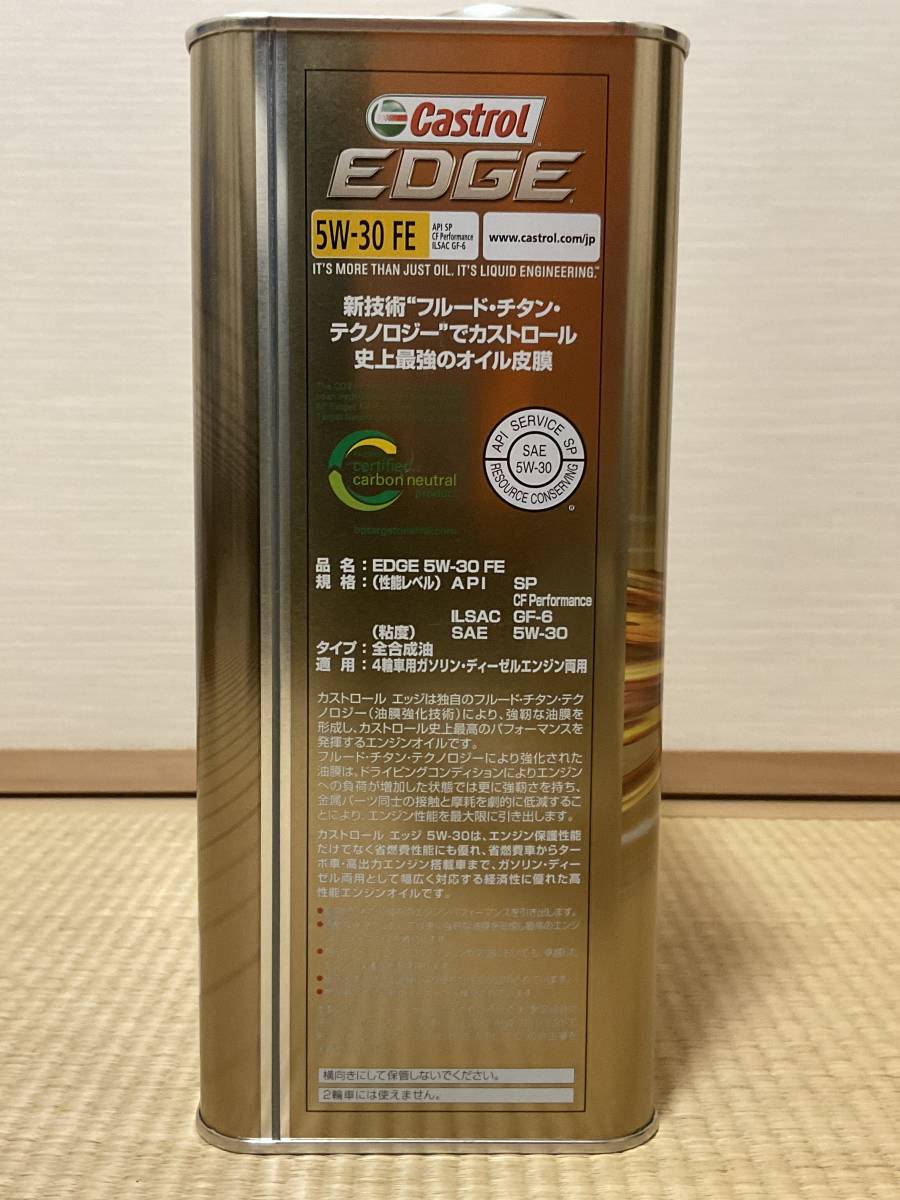 Castrol
EDGE
5W-30 FE
API SP
CF Performance
ILSAC GF-6
www.castrol.com/jp
IT'S MORE THAN JUST OIL. IT'S LIQUID ENGINEERING.™
新技術“フルード・チタン・
テクノロジー”でカストロール
史上最強のオイル皮膜
certified
carbon neutral
product
bptargetneutral.com
API SERVICE SP
SAE
5W-30
RESOURCE CONSERVING
品 名：EDGE 5W-30 FE
規 格：（性能レベル） API SP
CF Performance
ILSAC GF-6
（粘度） SAE 5W-30
タイプ：全合成油
適 用：4輪車用ガソリン・ディーゼルエンジン両用
カストロール エッジは独自のフルード・チタン・テク
ノロジー（油膜強化技術）により、強靭な油膜を
形成し、カストロール史上最高のパフォーマンスを
発揮するエンジンオイルです。
フルード・チタン・テクノロジーにより強化された
油膜は、ドライビングコンディションによりエンジン
への負荷が増加した状態では更に強靭さを持ち、
金属パーツ同士の接触と摩耗を劇的に低減するこ
とにより、エンジン性能を最大限に引き出します。
カストロール エッジ 5W-30は、エンジン保護性能
だけでなく省燃費性能にも優れ、省燃費車からター
ボ車・高出力エンジン搭載車まで、ガソリン・ディー
ゼル両用として幅広く対応する経済性に優れた高
性能エンジンオイルです。
パフォーマンスを引き出します。
横向きにして保管しないでください。
2輪車には使えません。